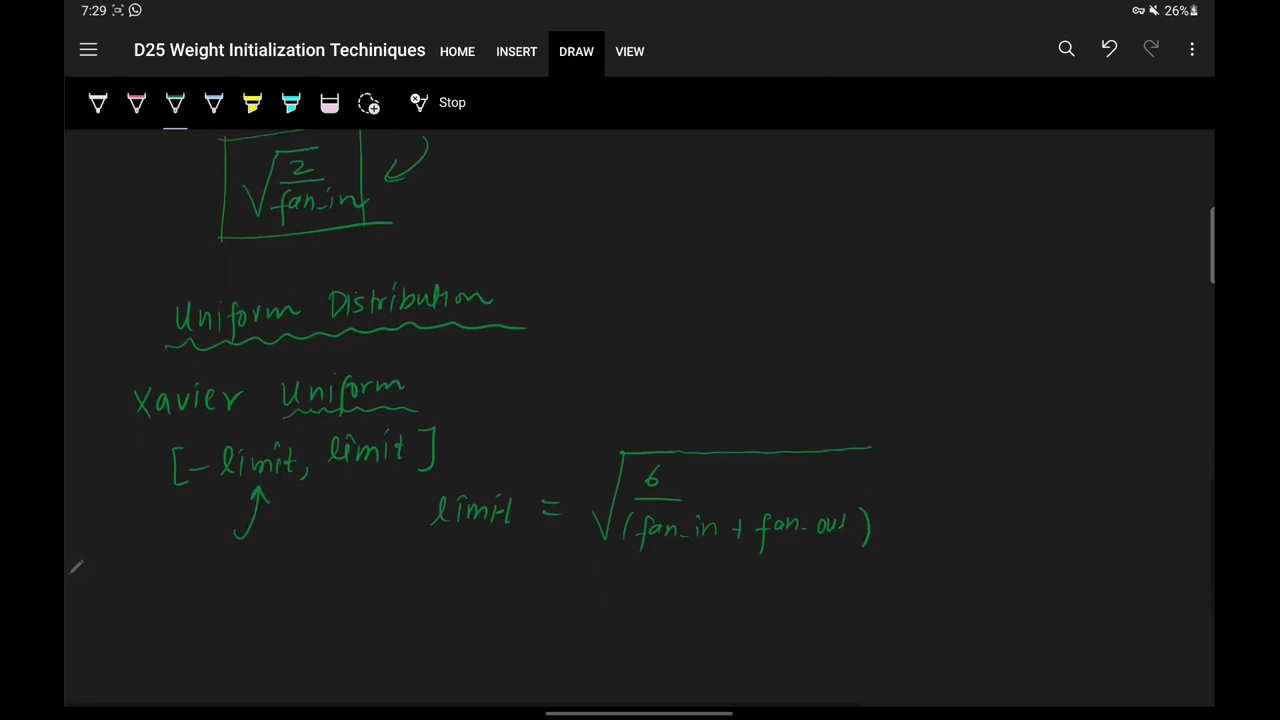 7:29 26%
D25 Weight Initialization Techiniques HOME INSERT DRAW VIEW
Stop
√2/fan_in
Uniform Distribution
Xavier Uniform
[- limit, limit]
limit = √6/(fan_in + fan_out)